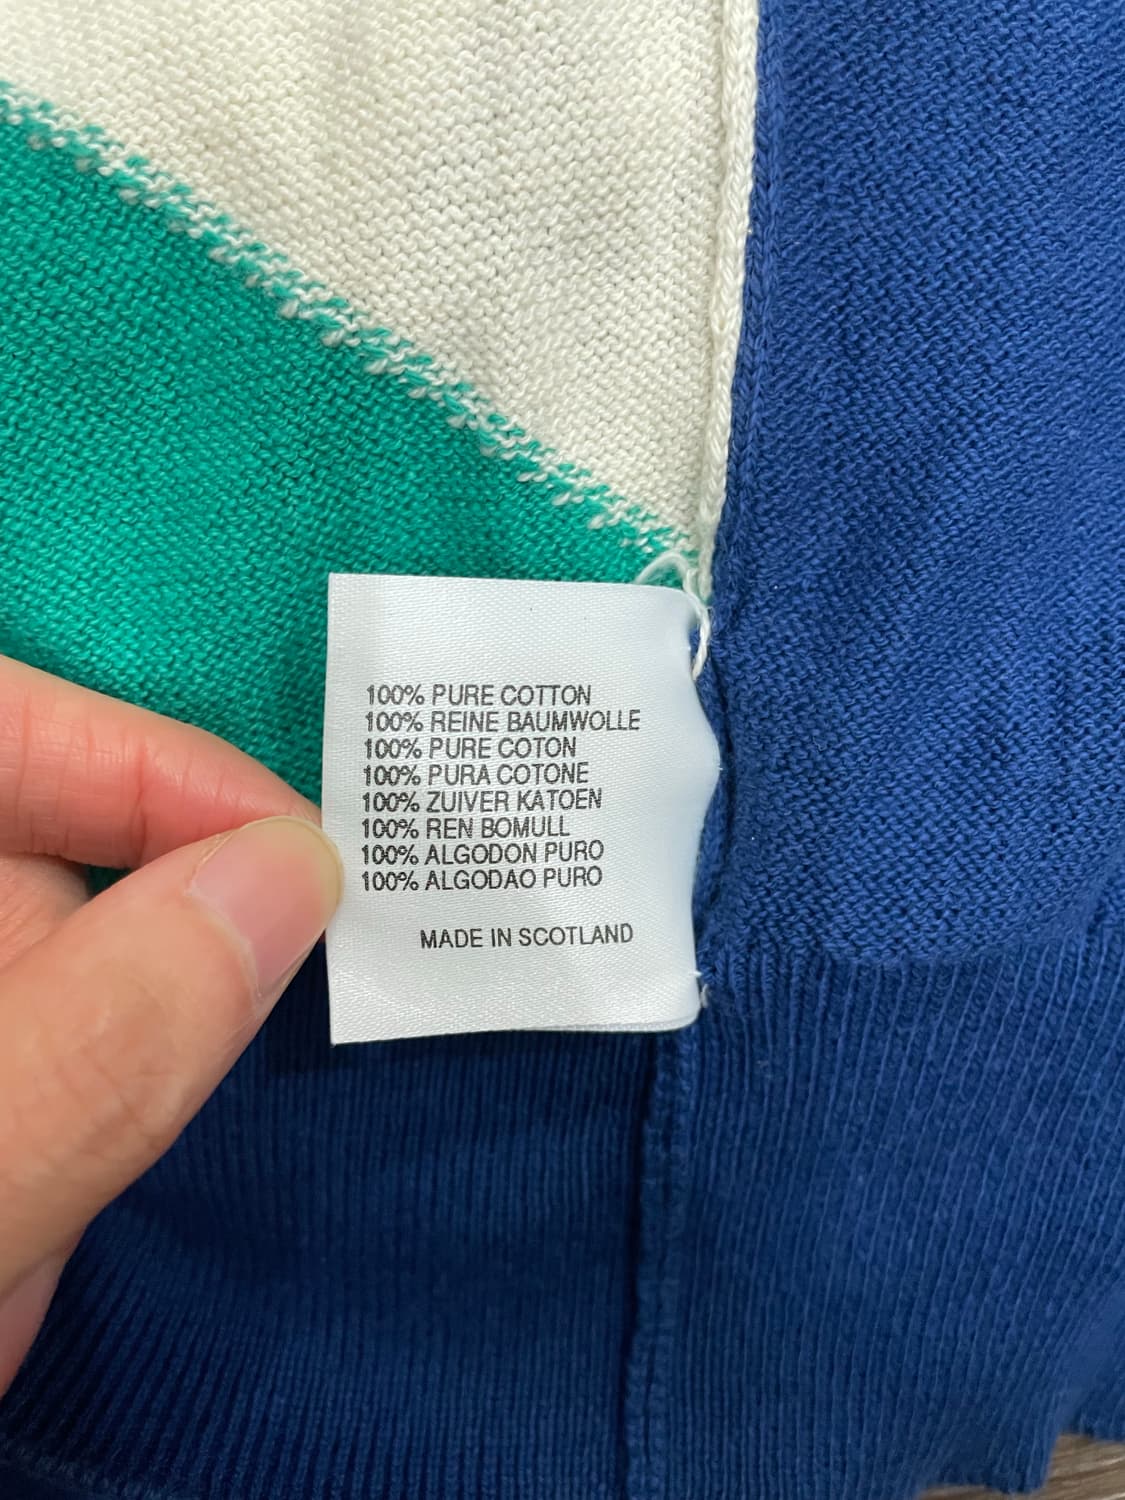 100% PURE COTTON
100% REINE BAUMWOLLE
100% PURE COTON
100% PURA COTONE
100% ZUIVER KATOEN
100% REN BOMULL
100% ALGODON PURO
100% ALGODAO PURO
MADE IN SCOTLAND